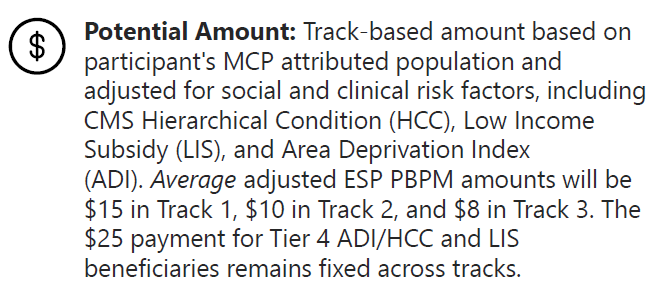 $
Potential Amount: Track-based amount based on
participant's MCP attributed population and
adjusted for social and clinical risk factors, including
CMS Hierarchical Condition (HCC), Low Income
Subsidy (LIS), and Area Deprivation Index
(ADI). Average adjusted ESP PBPM amounts will be
$15 in Track 1, $10 in Track 2, and $8 in Track 3. The
$25 payment for Tier 4 ADI/HCC and LIS
beneficiaries remains fixed across tracks.